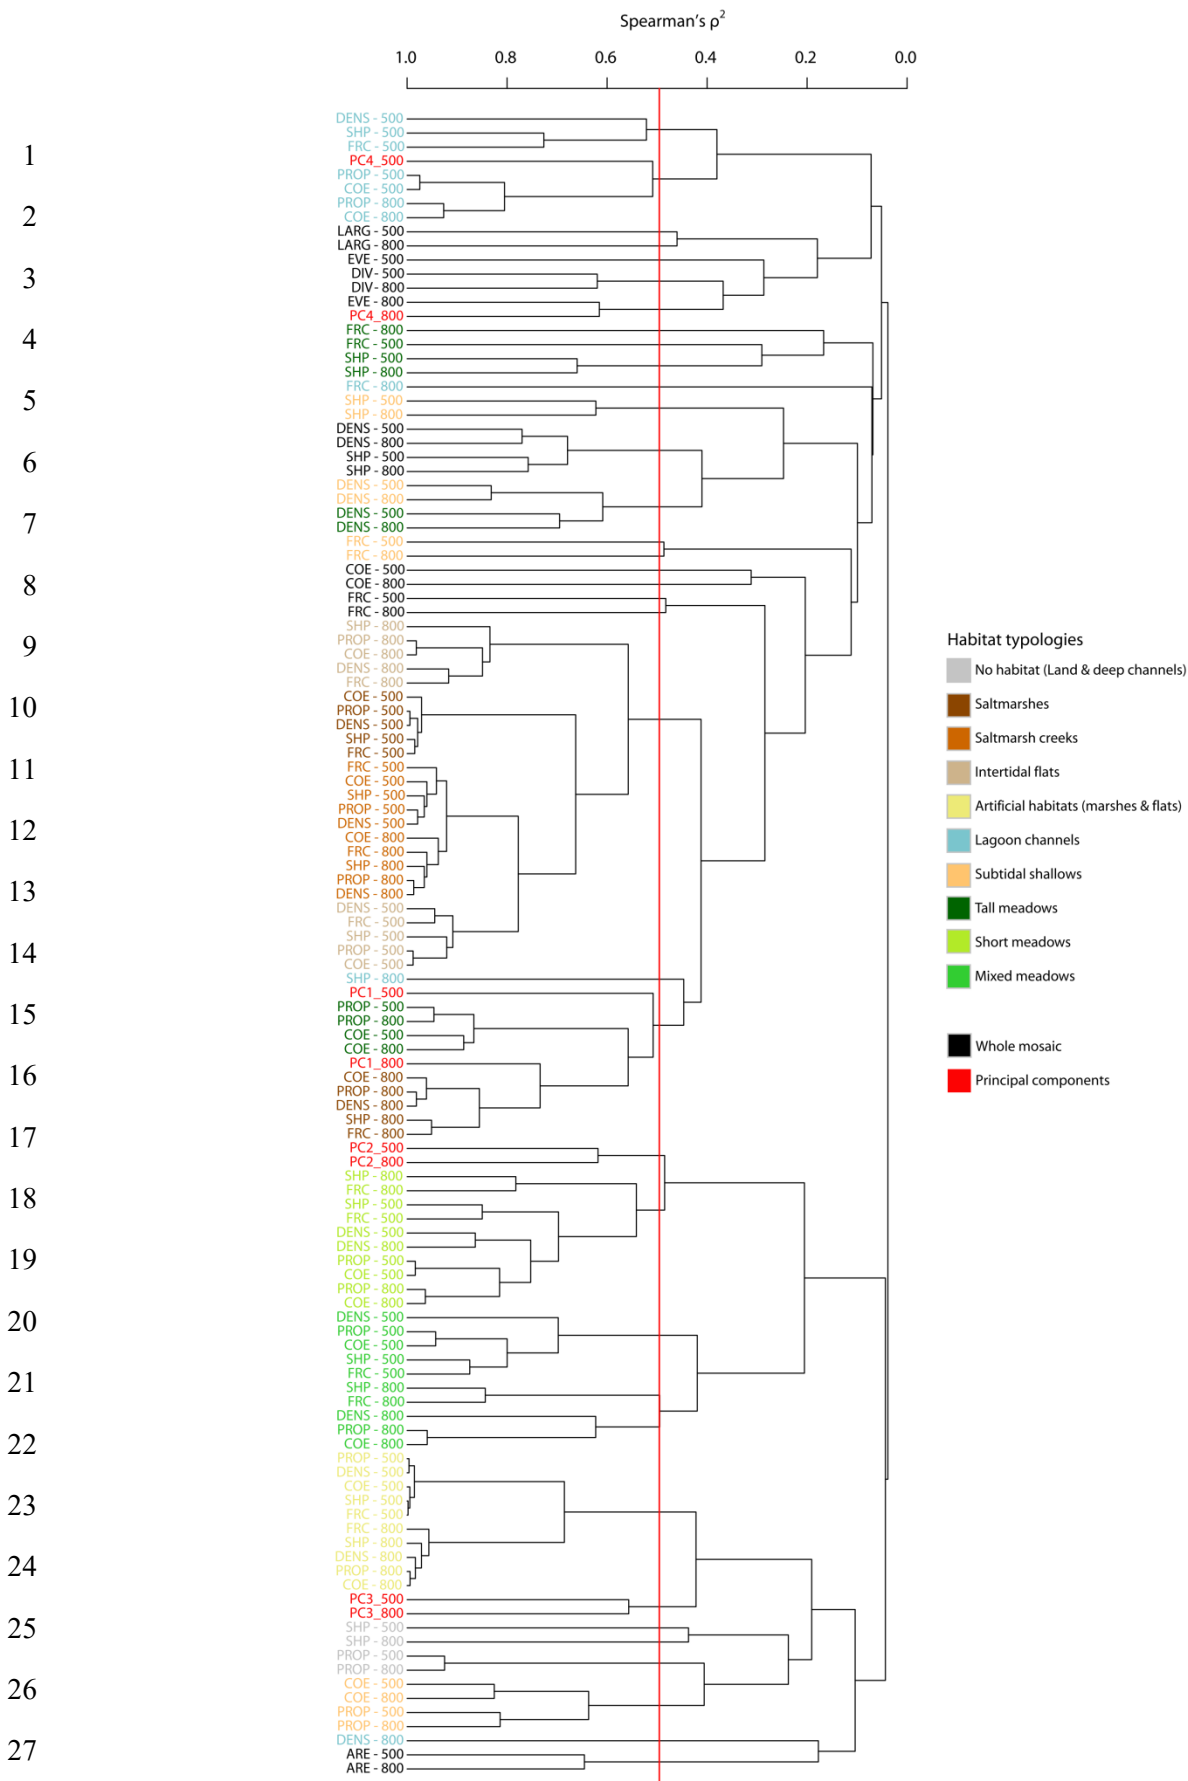 Spearman's ρ²
1.0 0.8 0.6 0.4 0.2 0.0
DENS - 500
SHP - 500
FRC - 500
1
PC4_500
PROP - 500
COE - 500
PROP - 800
2
COE - 800
LARG - 500
LARG - 800
EVE - 500
3
DIV - 500
DIV - 800
EVE - 800
PC4_800
FRC - 800
4
FRC - 500
SHP - 500
SHP - 800
FRC - 800
5
SHP - 500
SHP - 800
DENS - 500
DENS - 800
6
SHP - 500
SHP - 800
DENS - 500
DENS - 800
7
DENS - 500
DENS - 800
FRC - 500
FRC - 800
COE - 500
8
COE - 800
FRC - 500
FRC - 800
SHP - 800
9
PROP - 800
COE - 800
DENS - 800
FRC - 800
COE - 500
10
PROP - 500
DENS - 500
SHP - 500
FRC - 500
11
FRC - 500
COE - 500
SHP - 500
PROP - 500
12
DENS - 500
COE - 800
FRC - 800
SHP - 800
PROP - 800
13
DENS - 800
DENS - 500
FRC - 500
SHP - 500
14
PROP - 500
COE - 500
SHP - 800
PC1_500
PROP - 500
15
PROP - 800
COE - 500
COE - 800
PC1_800
16
COE - 800
PROP - 800
DENS - 800
SHP - 800
17
FRC - 800
PC2_500
PC2_800
SHP - 800
FRC - 800
18
SHP - 500
FRC - 500
DENS - 500
DENS - 800
19
PROP - 500
COE - 500
PROP - 800
COE - 800
20
DENS - 500
PROP - 500
COE - 500
SHP - 500
FRC - 500
21
SHP - 800
FRC - 800
DENS - 800
PROP - 800
22
COE - 800
PROP - 500
DENS - 500
COE - 500
23
SHP - 500
FRC - 500
FRC - 800
SHP - 800
DENS - 800
24
PROP - 800
COE - 800
PC3_500
PC3_800
25
SHP - 500
SHP - 800
PROP - 500
PROP - 800
COE - 500
26
COE - 800
PROP - 500
PROP - 800
DENS - 800
27
ARE - 500
ARE - 800
Habitat typologies
No habitat (Land & deep channels)
Saltmarshes
Saltmarsh creeks
Intertidal flats
Artificial habitats (marshes & flats)
Lagoon channels
Subtidal shallows
Tall meadows
Short meadows
Mixed meadows
Whole mosaic
Principal components